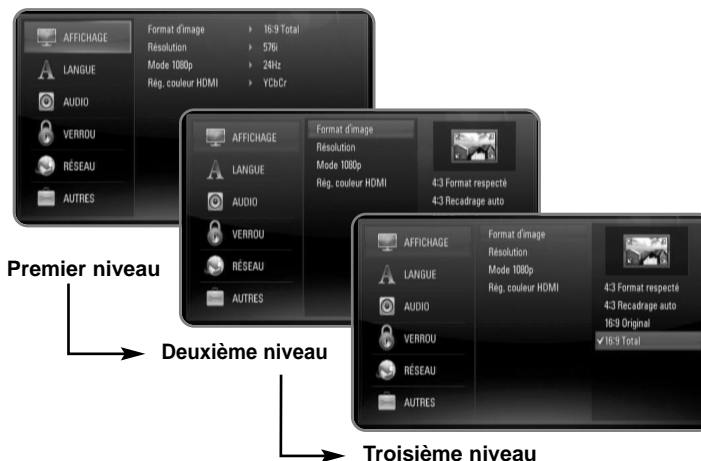 AFFICHAGE
LANGUE
AUDIO
VERROU
RÉSEAU
AUTRES
Format d'image 16:9 Total
Résolution 576i
Mode 1080p 24Hz
Rég. couleur HDMI YCbCr
Premier niveau
AFFICHAGE
LANGUE
AUDIO
VERROU
RÉSEAU
AUTRES
Format d'image
Résolution
Mode 1080p
Rég. couleur HDMI
4:3 Format respecté
4:3 Recadrage auto
Deuxième niveau
AFFICHAGE
LANGUE
AUDIO
VERROU
RÉSEAU
AUTRES
Format d'image
Résolution
Mode 1080p
Rég. couleur HDMI
4:3 Format respecté
4:3 Recadrage auto
16:9 Original
✓16:9 Total
Troisième niveau